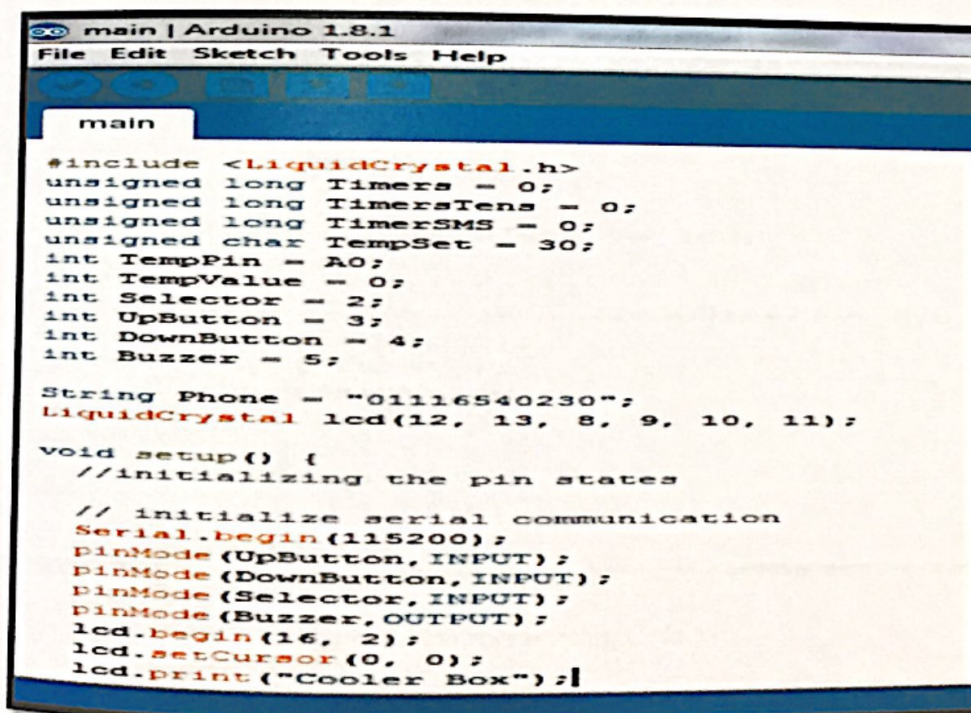 main | Arduino 1.8.1
File Edit Sketch Tools Help
main
#include <LiquidCrystal.h>
unsigned long Timers = 0;
unsigned long TimersTens = 0;
unsigned long TimerSMS = 0;
unsigned char TempSet = 30;
int TempPin = A0;
int TempValue = 0;
int Selector = 2;
int UpButton = 3;
int DownButton = 4;
int Buzzer = 5;
String Phone = "01116540230";
LiquidCrystal lcd(12, 13, 8, 9, 10, 11);
void setup() {
//initializing the pin states
// initialize serial communication
Serial.begin(115200);
pinMode(UpButton,INPUT);
pinMode(DownButton,INPUT);
pinMode(Selector,INPUT);
pinMode(Buzzer,OUTPUT);
lcd.begin(16, 2);
lcd.setCursor(0, 0);
lcd.print("Cooler Box");